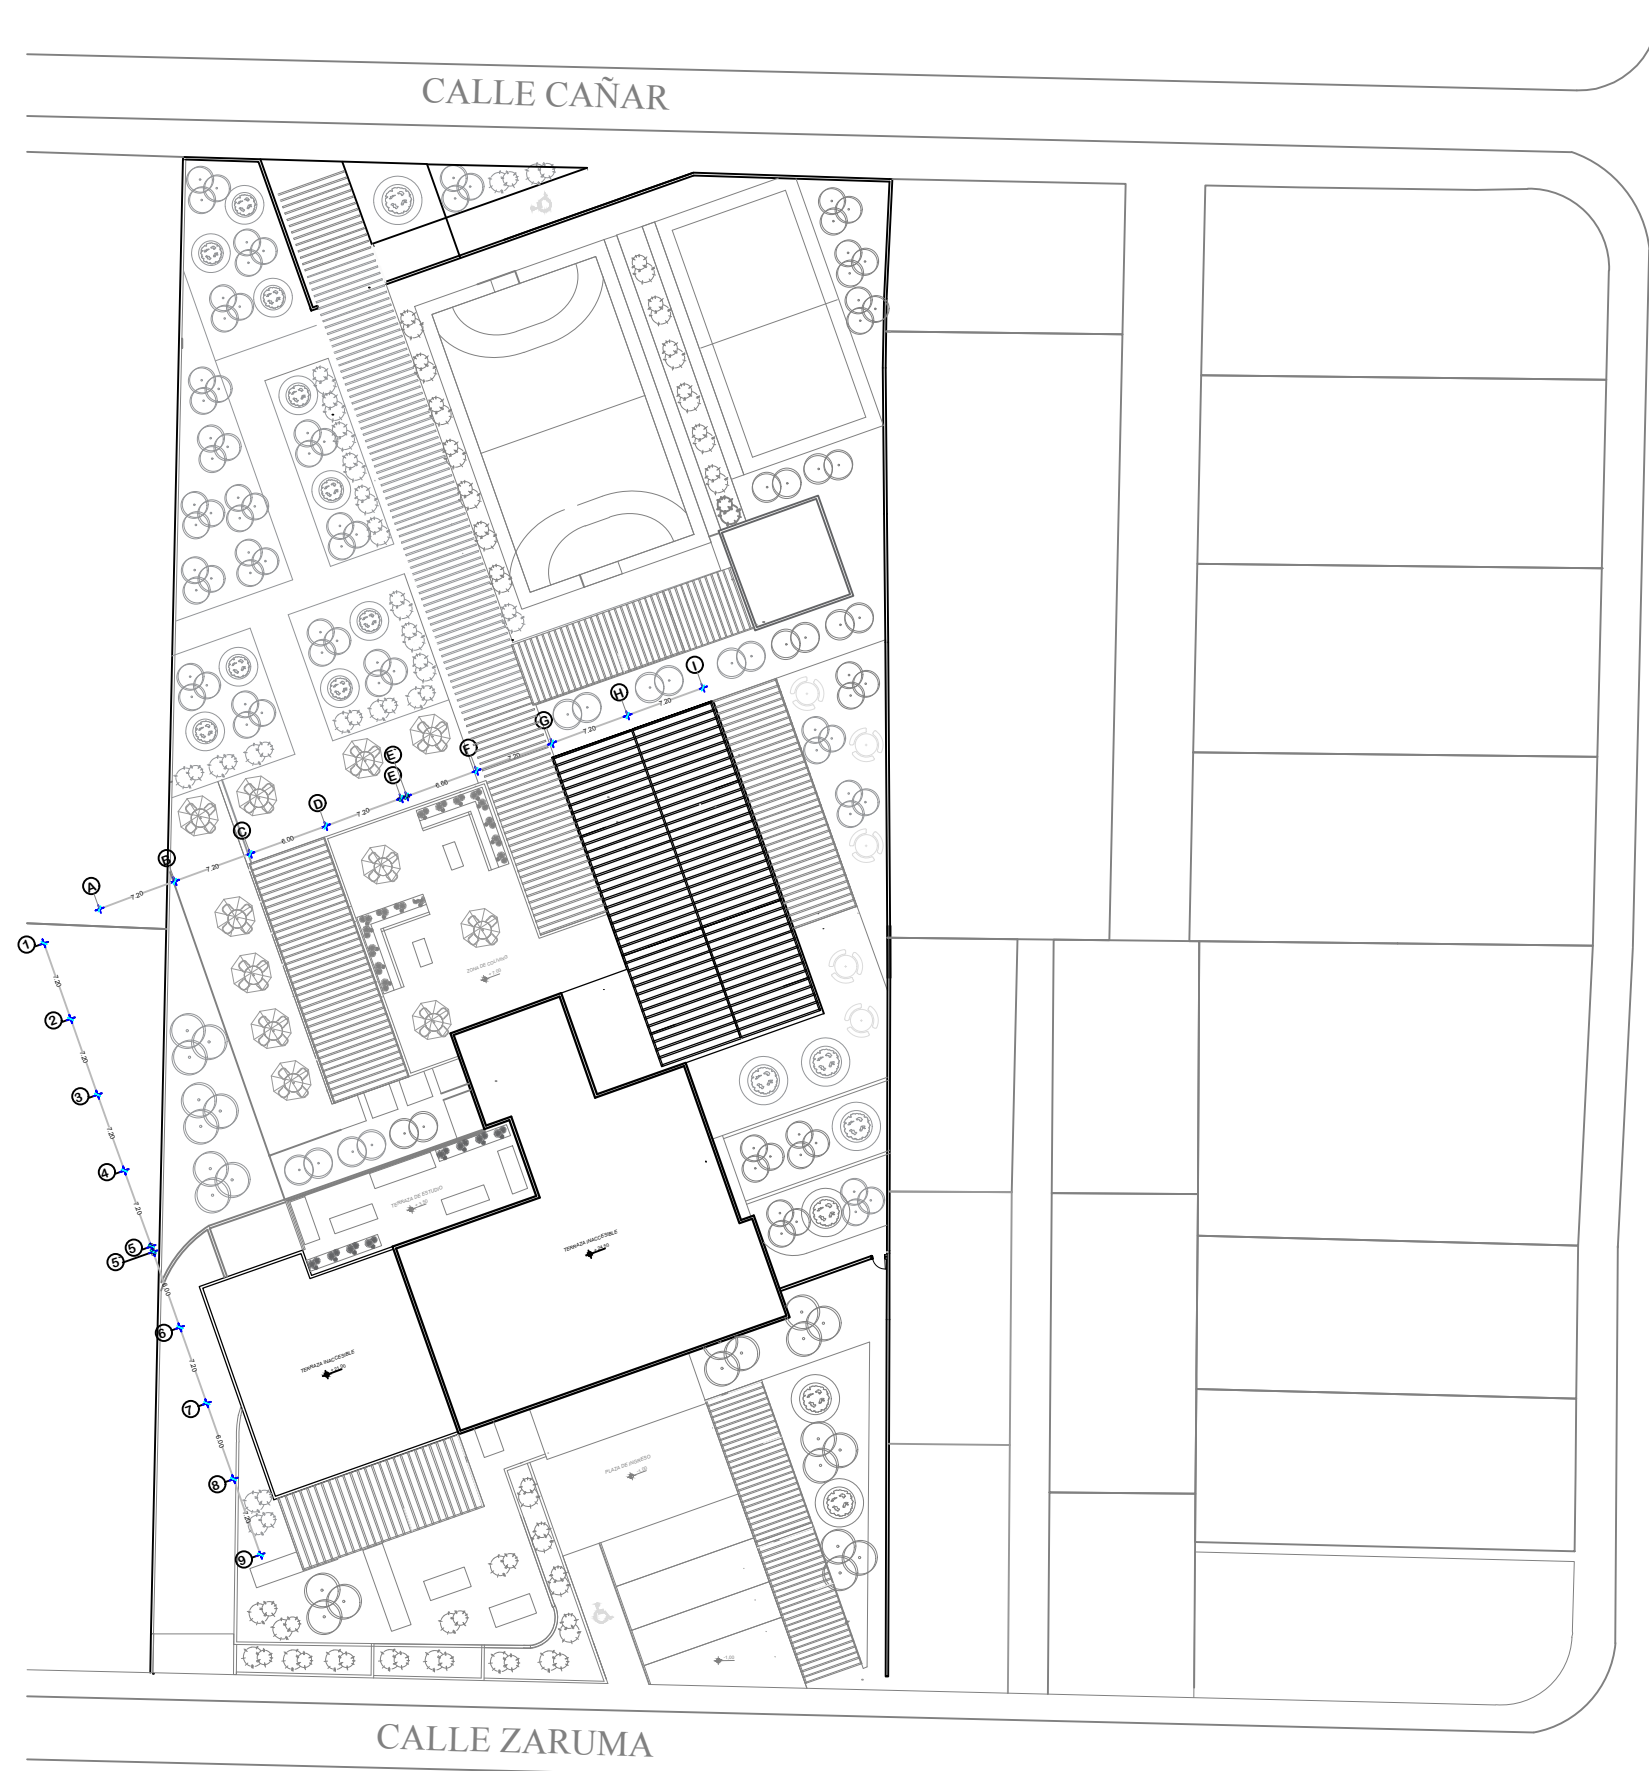 CALLE CAÑAR
I
H
7.20
G
7.20
F
7.20
E'
E
6.00
D
7.20
C
6.00
B
7.20
A
7.20
1
7.20
2
7.20
3
7.20
4
7.20
5
5'
6.00
6
7.20
7
6.00
8
7.20
9
ZONA DE COLTIVOS
TERRAZA DE ESTUDIO
TERRAZA INACCESIBLE
TERRAZA INACCESIBLE
PLAZA DE INGRESO
CALLE ZARUMA